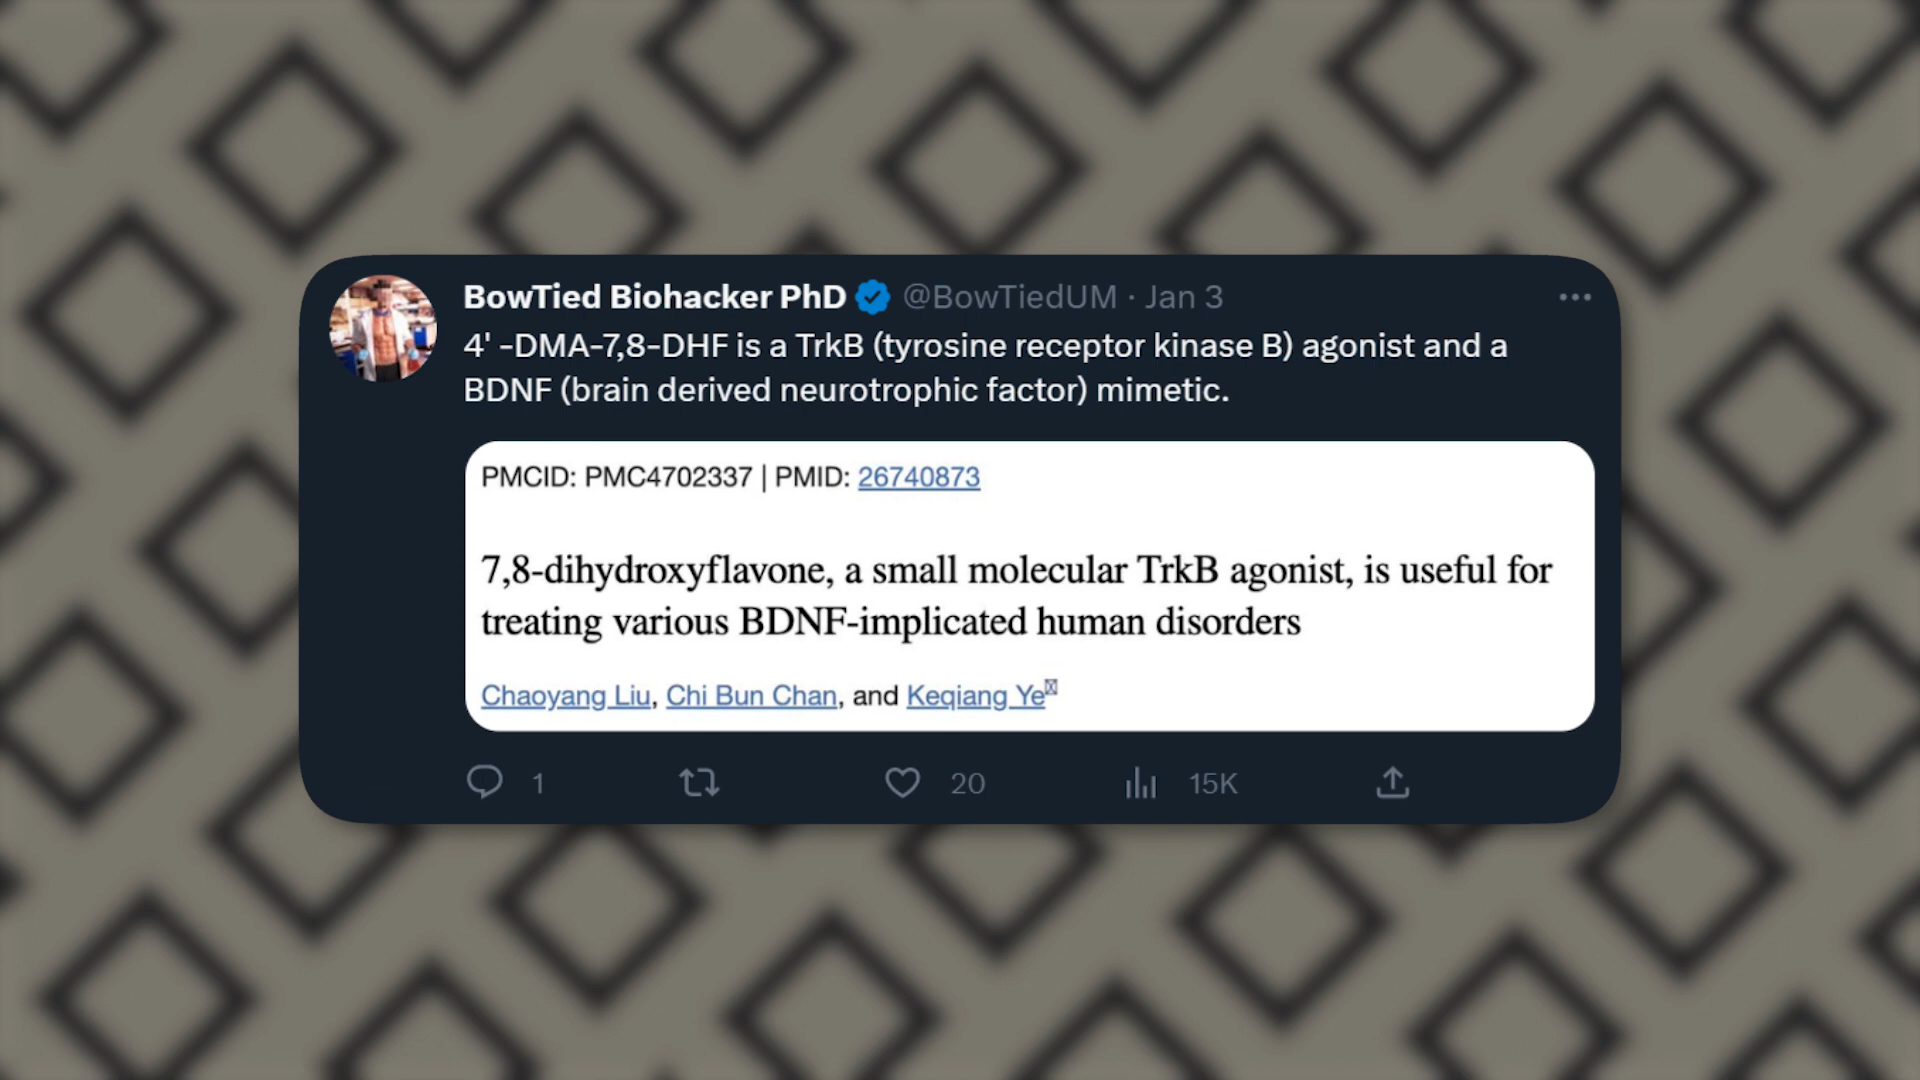 BowTied Biohacker PhD @BowTiedUM · Jan 3
4' -DMA-7,8-DHF is a TrkB (tyrosine receptor kinase B) agonist and a
BDNF (brain derived neurotrophic factor) mimetic.
PMCID: PMC4702337 | PMID: 26740873
7,8-dihydroxyflavone, a small molecular TrkB agonist, is useful for
treating various BDNF-implicated human disorders
Chaoyang Liu, Chi Bun Chan, and Keqiang Ye
1 20 15K